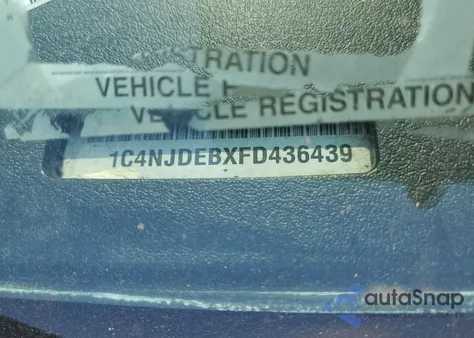 STRATION
VEHICLE
VEHICLE REGISTRATION
1C4NJDEBXFD436439
autoSnap